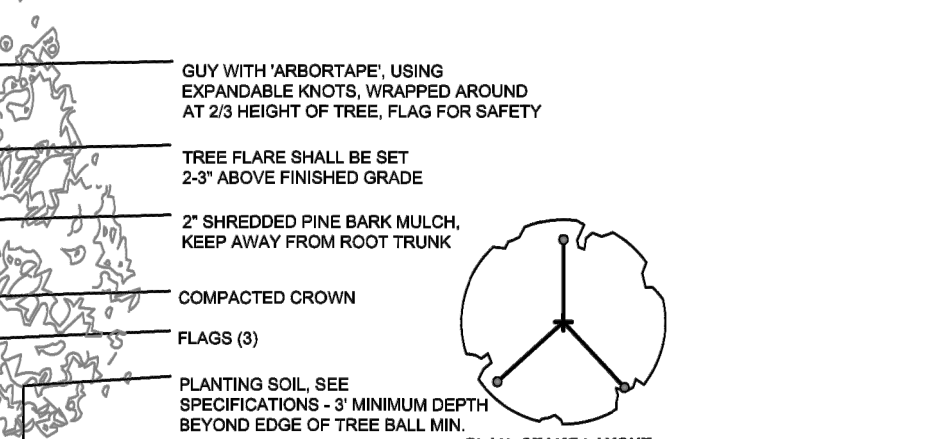 GUY WITH 'ARBORTAPE', USING
EXPANDABLE KNOTS, WRAPPED AROUND
AT 2/3 HEIGHT OF TREE, FLAG FOR SAFETY
TREE FLARE SHALL BE SET
2-3" ABOVE FINISHED GRADE
2" SHREDDED PINE BARK MULCH,
KEEP AWAY FROM ROOT TRUNK
COMPACTED CROWN
FLAGS (3)
PLANTING SOIL, SEE
SPECIFICATIONS - 3' MINIMUM DEPTH
BEYOND EDGE OF TREE BALL MIN.